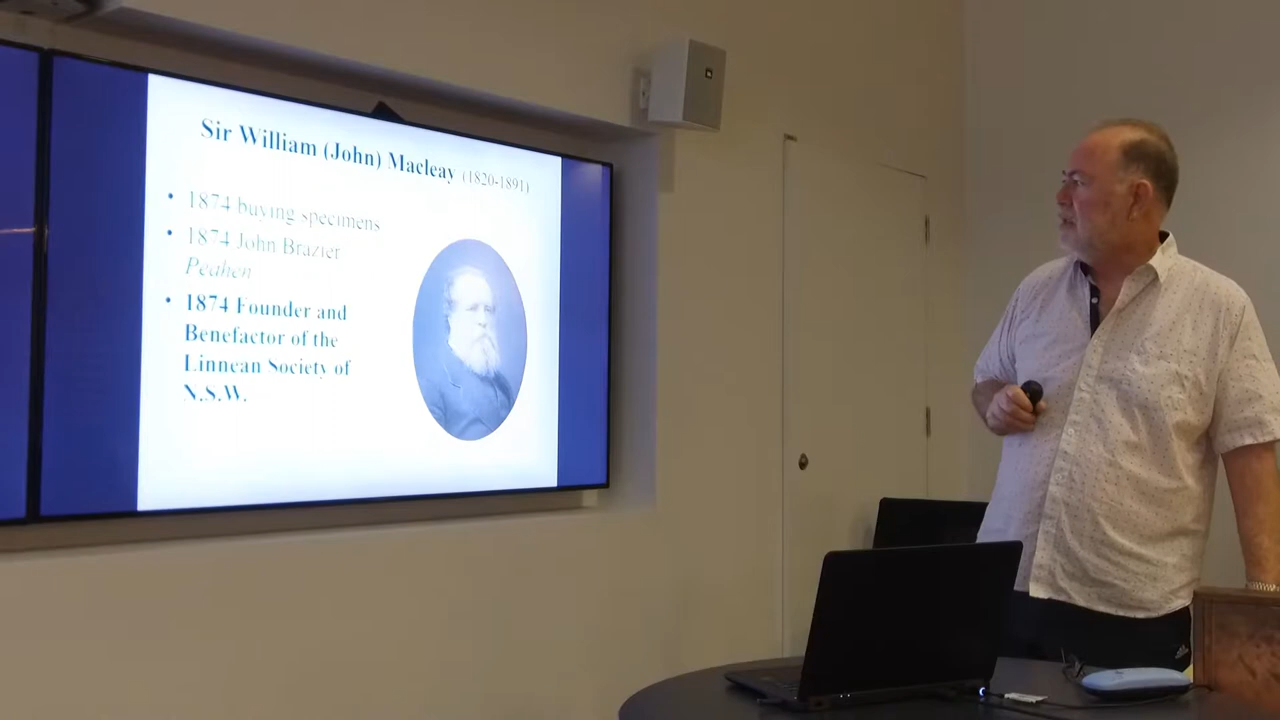 Sir William (John) Macleay (1820-1891)
• 1874 buying specimens
• 1874 John Brazier
Peahen
• 1874 Founder and
Benefactor of the
Linnean Society of
N.S.W.